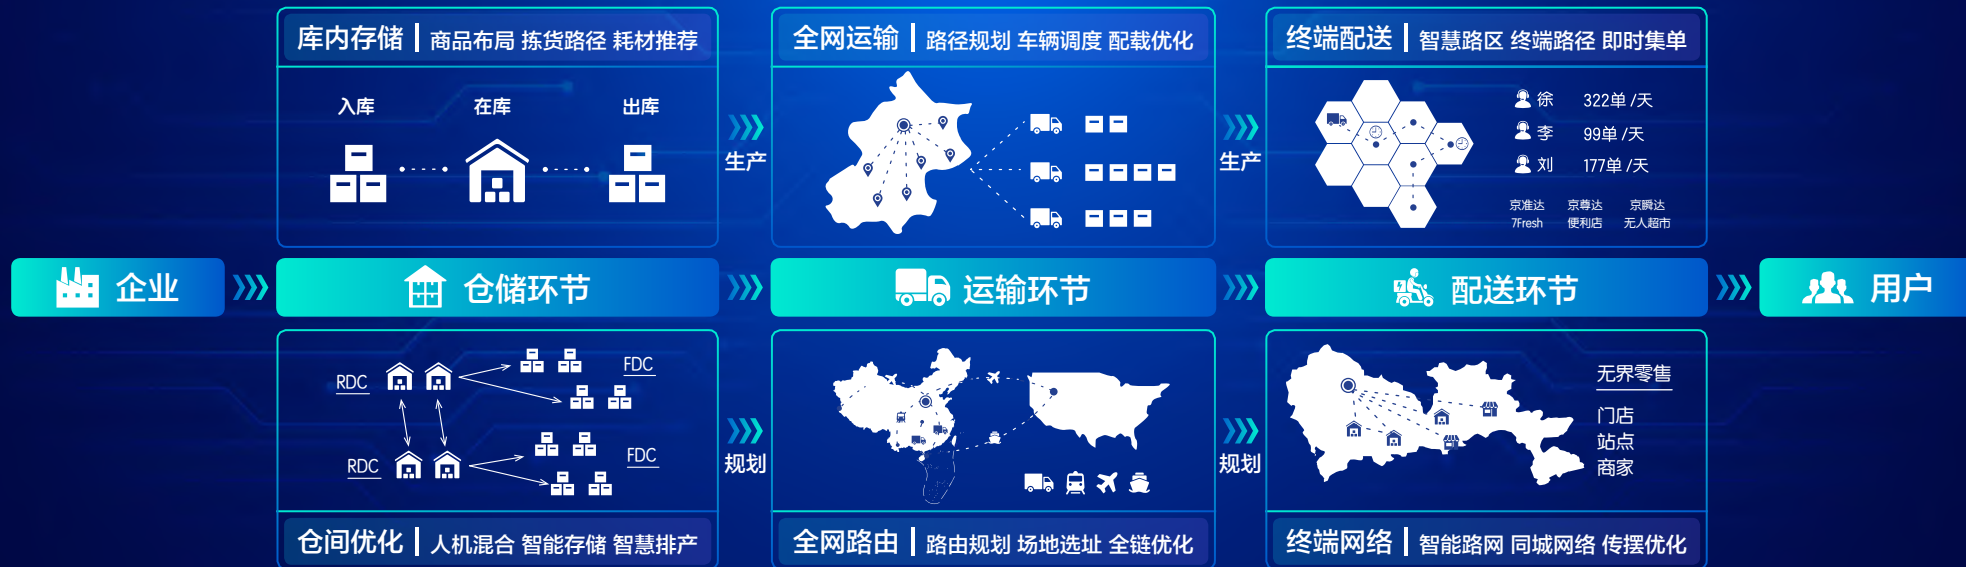 库内存储 | 商品布局 拣货路径 耗材推荐
入库 在库 出库
全网运输 | 路径规划 车辆调度 配载优化
终端配送 | 智慧路区 终端路径 即时集单
徐 322单 /天
李 99单 /天
刘 177单 /天
京准达 京尊达 京瞬达
7Fresh 便利店 无人超市
生产
生产
企业
仓储环节
运输环节
配送环节
用户
RDC
FDC
RDC
FDC
规划
规划
无界零售
门店
站点
商家
仓间优化 | 人机混合 智能存储 智慧排产
全网路由 | 路由规划 场地选址 全链优化
终端网络 | 智能路网 同城网络 传摆优化